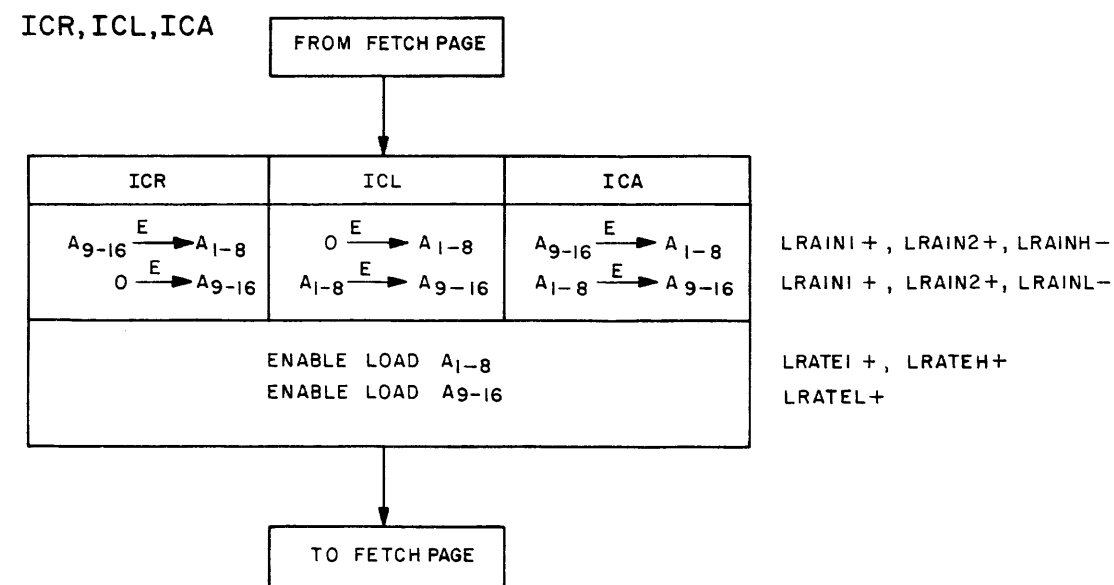 ICR, ICL, ICA
FROM FETCH PAGE
ICR ICL ICA
A9-16 E → A1-8 0 E → A1-8 A9-16 E → A1-8 LRAIN1+, LRAIN2+, LRAINH-
0 E → A9-16 A1-8 E → A9-16 A1-8 E → A9-16 LRAIN1+, LRAIN2+, LRAINL-
ENABLE LOAD A1-8 LRATE1+, LRATEH+
ENABLE LOAD A9-16 LRATEL+
TO FETCH PAGE